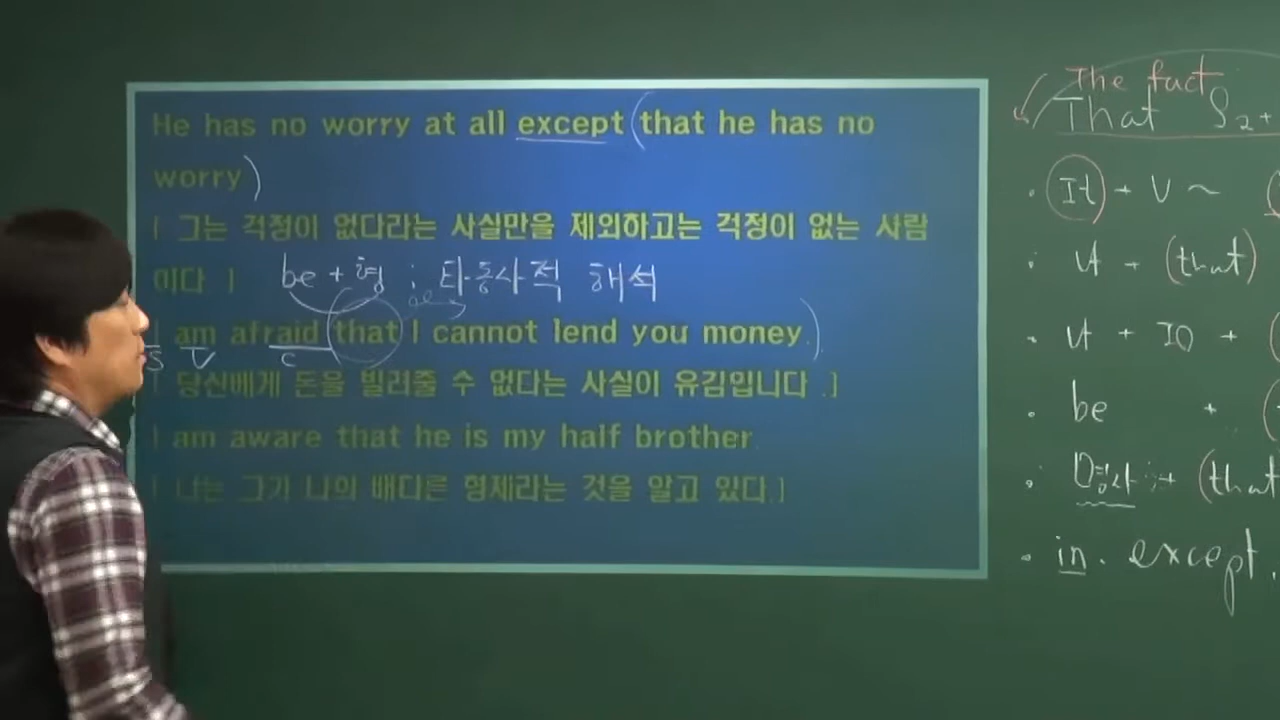 He has no worry at all except (that he has no
worry)
[ 그는 걱정이 없다라는 사실만을 제외하고는 걱정이 없는 사람
이다 ]
be + 형 : 타동사적 해석
I am afraid (that I cannot lend you money.)
S V C
[ 당신에게 돈을 빌려줄 수 없다는 사실이 유감입니다 .]
I am aware that he is my half brother.
[ 나는 그가 나의 배다른 형제라는 것을 알고 있다.]
The fact
That S₂ +
· It + V ~ (
· vt + (that)
· vt + IO + (
· be + (
· 명사 + (that
· in. except.